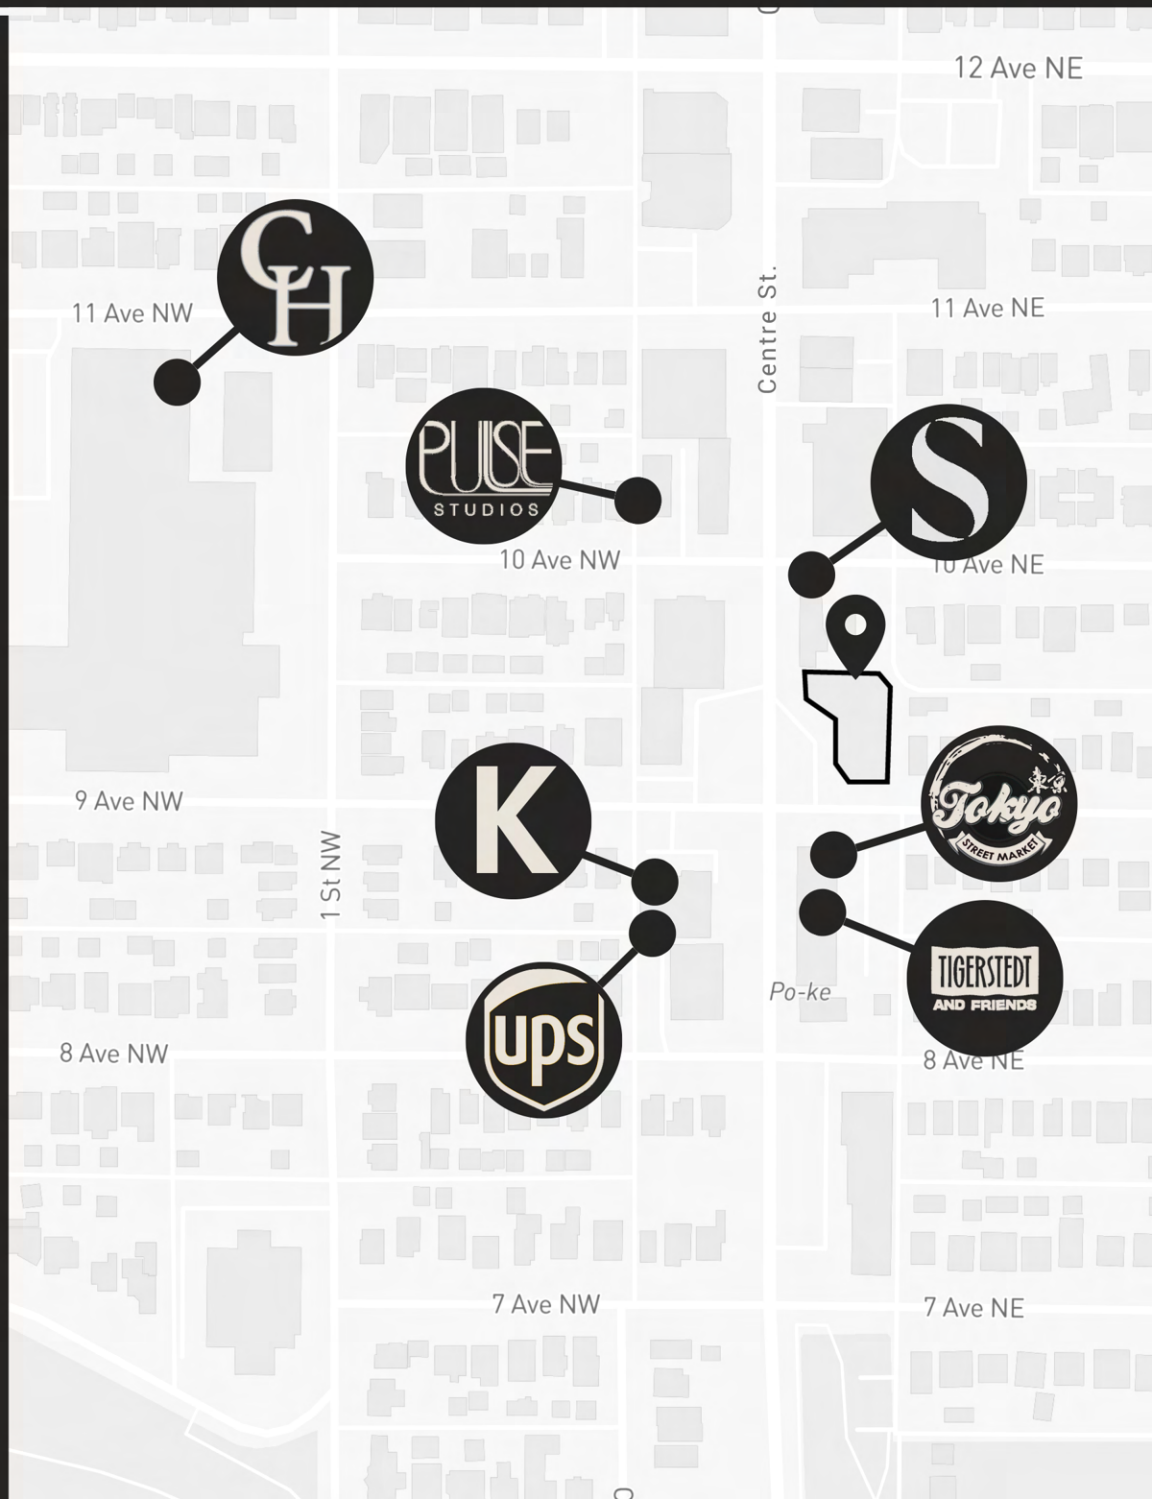 12 Ave NE
CH
11 Ave NW
11 Ave NE
Centre St.
PULSE
STUDIOS
S
10 Ave NW
10 Ave NE
東京
Tokyo
STREET MARKET
K
9 Ave NW
1 St NW
TIGERSTEDT
AND FRIENDS
Po-ke
ups
8 Ave NW
8 Ave NE
7 Ave NW
7 Ave NE